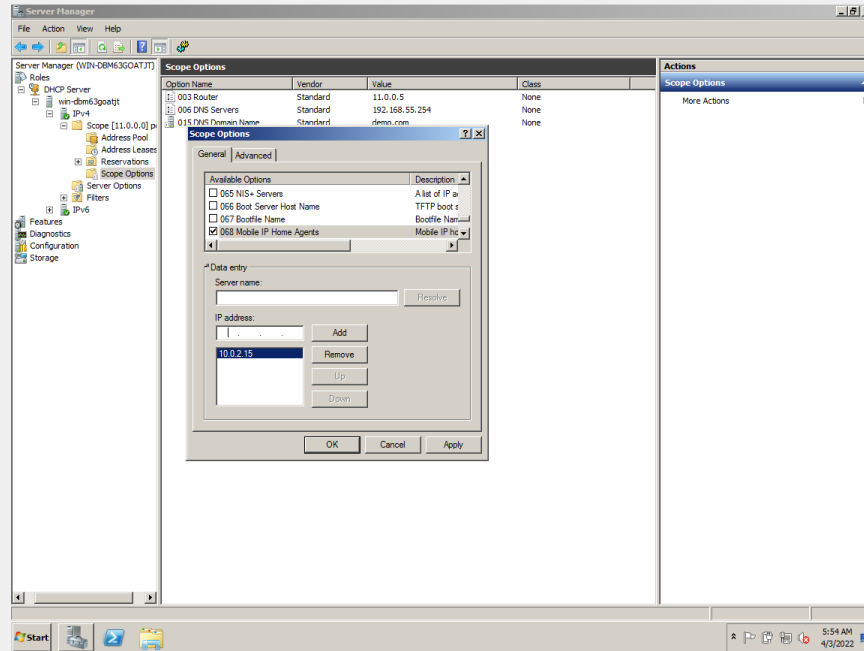 Server Manager
File Action View Help
Server Manager (WIN-DBM63GOATJT)
Roles
DHCP Server
win-dbm63goatjt
IPv4
Scope [11.0.0.0] p
Address Pool
Address Leases
Reservations
Scope Options
Server Options
Filters
IPv6
Features
Diagnostics
Configuration
Storage
Scope Options
Option Name Vendor Value Class
003 Router Standard 11.0.0.5 None
006 DNS Servers Standard 192.168.55.254 None
015 DNS Domain Name Standard demo.com None
Scope Options
General Advanced
Available Options Description
065 NIS+ Servers A list of IP a
066 Boot Server Host Name TFTP boot s
067 Bootfile Name Bootfile Nam
068 Mobile IP Home Agents Mobile IP ho
Data entry
Server name:
Resolve
IP address:
. . . Add
10.0.2.15 Remove
Up
Down
OK Cancel Apply
Actions
Scope Options
More Actions
Start
5:54 AM
4/3/2022